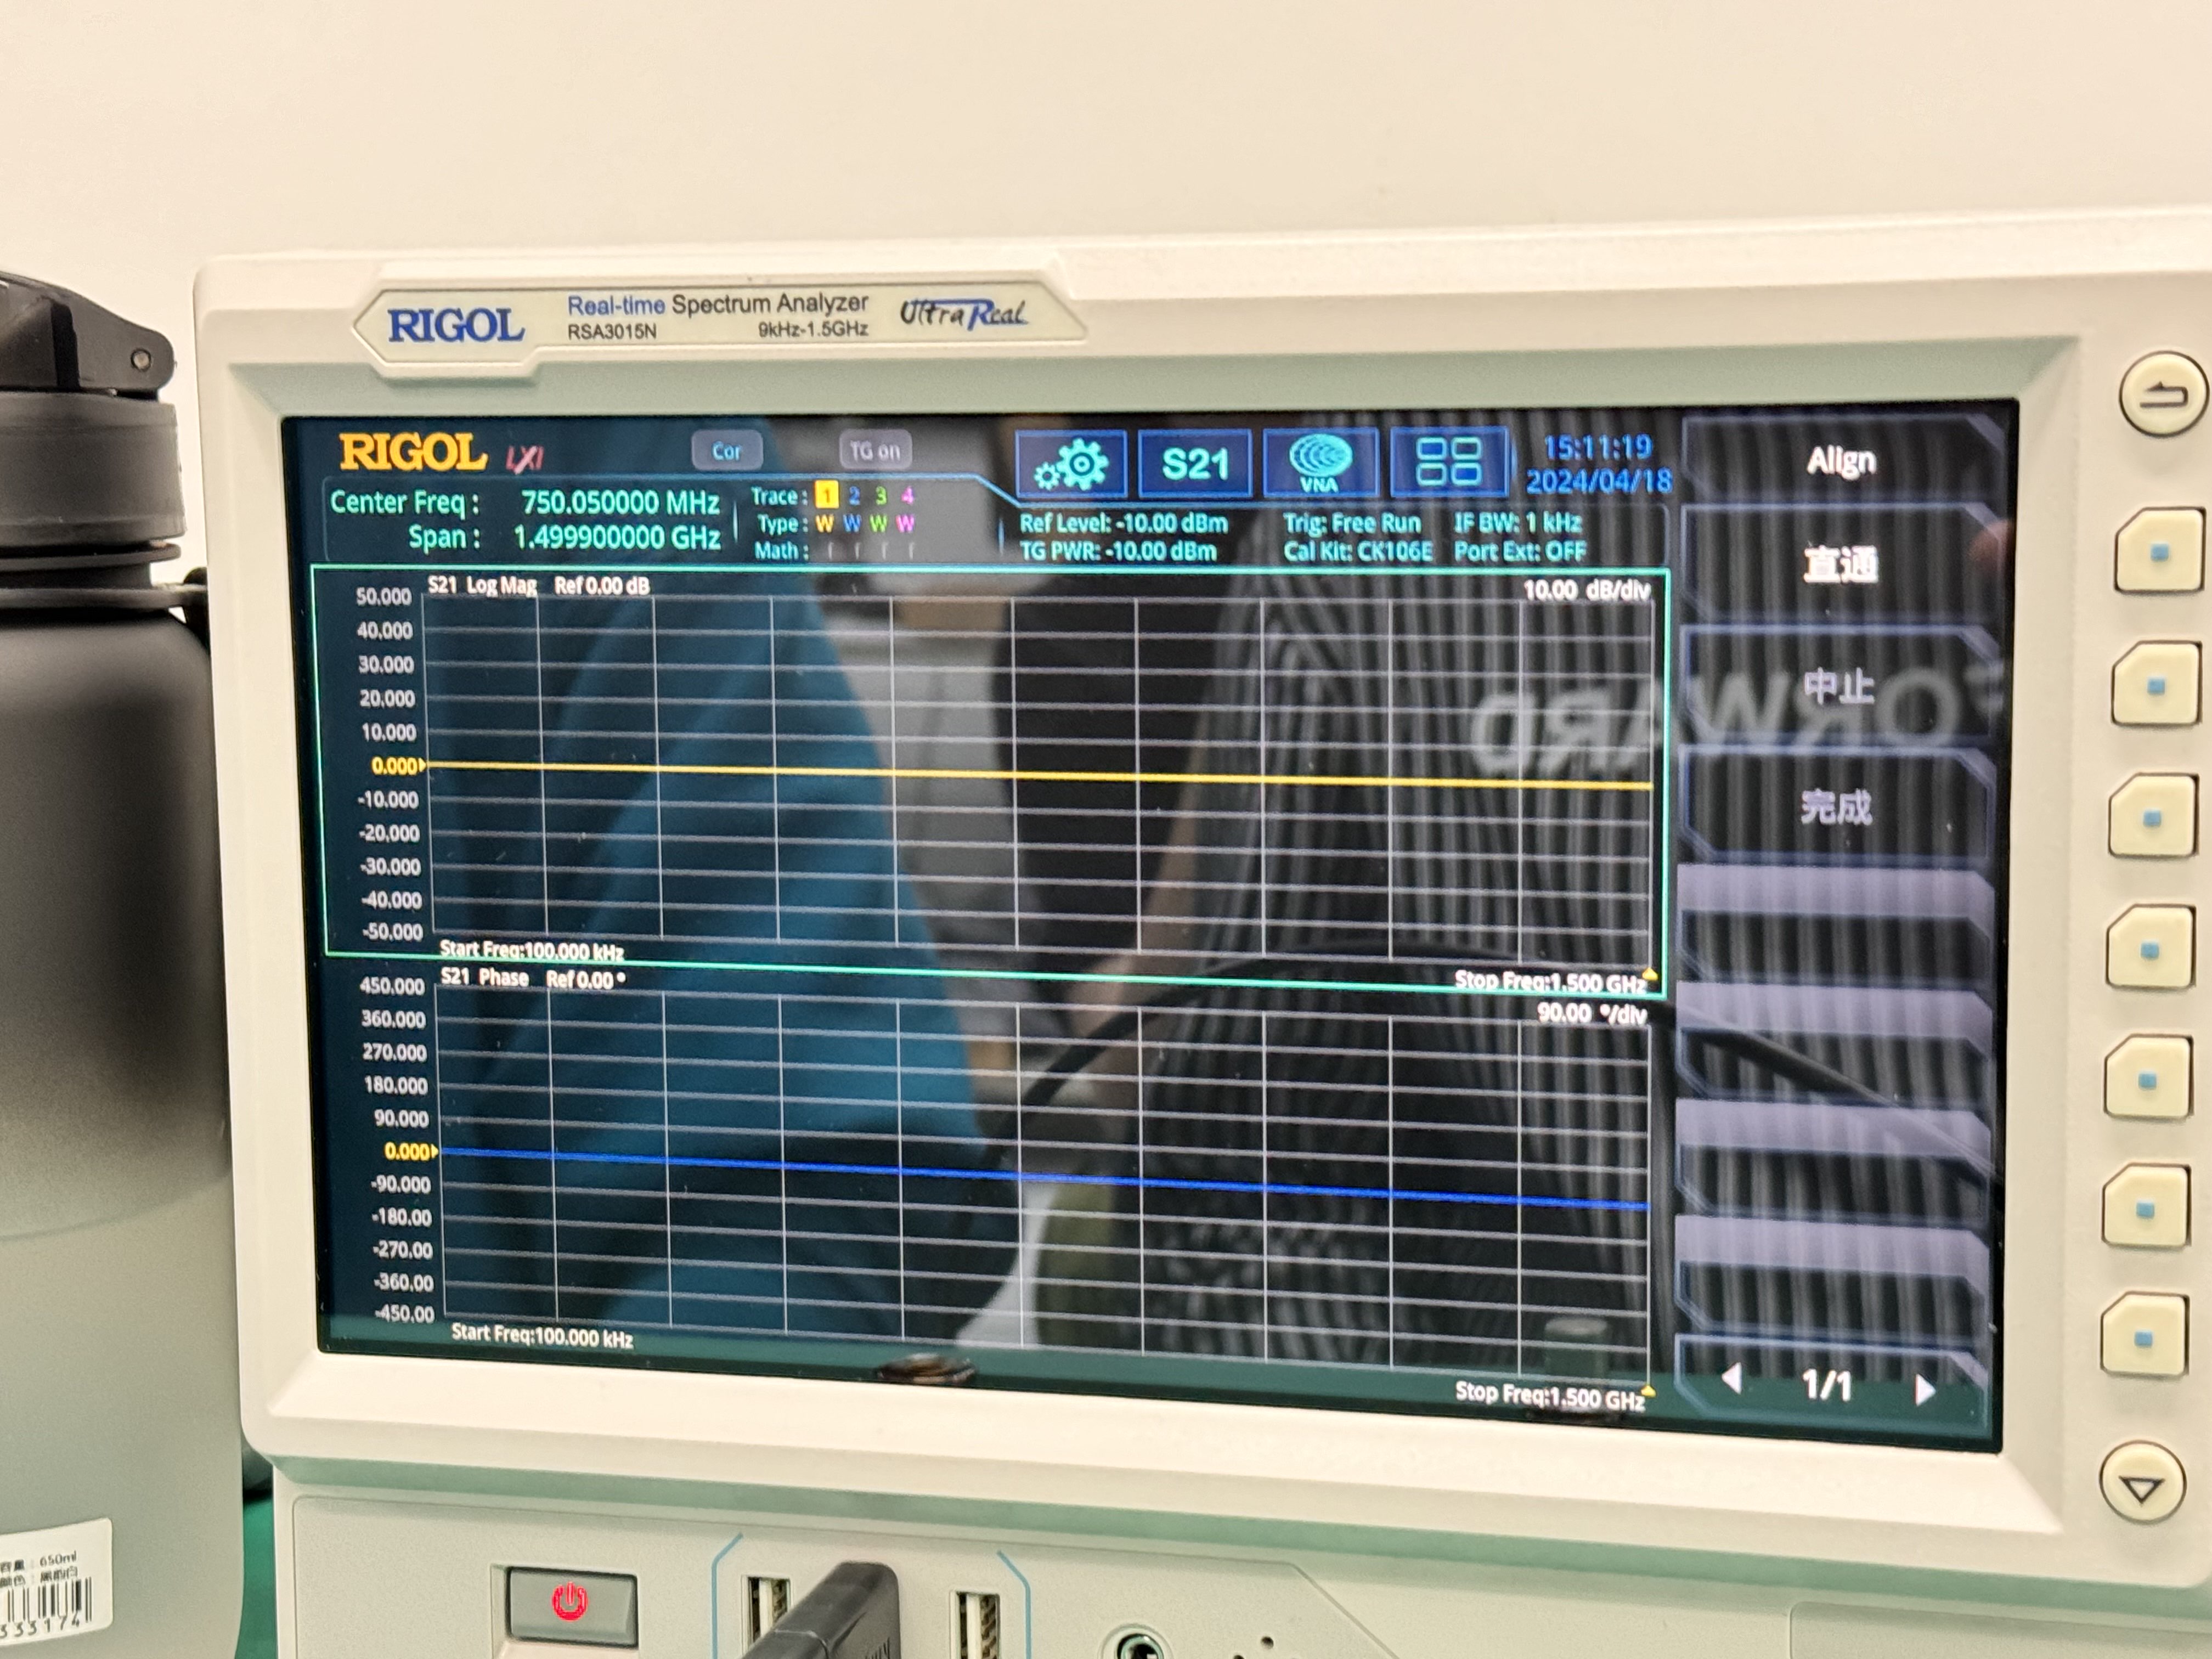 RIGOL Real-time Spectrum Analyzer UltraReal
RSA3015N 9kHz-1.5GHz
RIGOL LXI Cor TG on S21 VNA 15:11:19
2024/04/18
Center Freq : 750.050000 MHz
Span : 1.499900000 GHz
Trace : 1 2 3 4
Type : W W W W
Math : f f f f
Ref Level: -10.00 dBm Trig: Free Run IF BW: 1 kHz
TG PWR: -10.00 dBm Cal Kit: CK106E Port Ext: OFF
S21 Log Mag Ref 0.00 dB 10.00 dB/div
50.000
40.000
30.000
20.000
10.000
0.000
-10.000
-20.000
-30.000
-40.000
-50.000
Start Freq:100.000 kHz Stop Freq:1.500 GHz
S21 Phase Ref 0.00 ° 90.00 °/div
450.000
360.000
270.000
180.000
90.000
0.000
-90.000
-180.00
-270.00
-360.00
-450.00
Start Freq:100.000 kHz Stop Freq:1.500 GHz
Align
直通
中止
完成
1/1
FORWARD
容量：650ml
333174